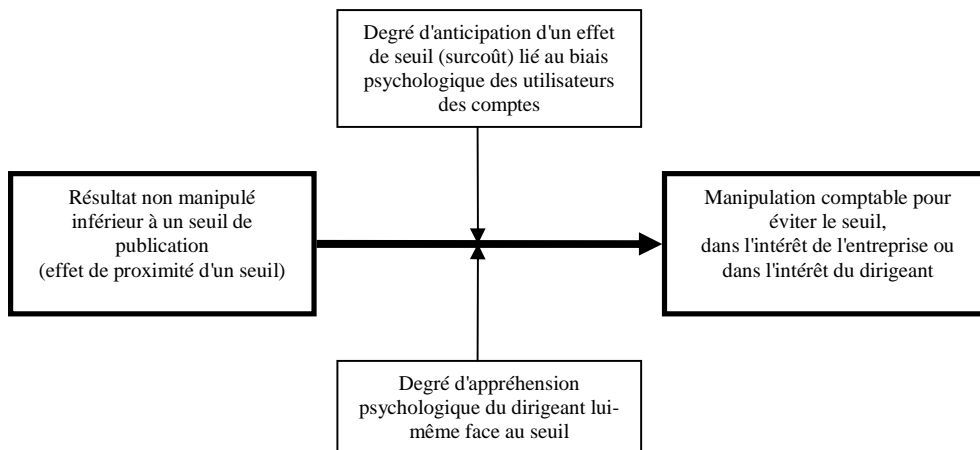 Degré d'anticipation d'un effet
de seuil (surcoût) lié au biais
psychologique des utilisateurs
des comptes
Résultat non manipulé
inférieur à un seuil de
publication
(effet de proximité d'un seuil)
Manipulation comptable pour
éviter le seuil,
dans l'intérêt de l'entreprise ou
dans l'intérêt du dirigeant
Degré d'appréhension
psychologique du dirigeant lui-
même face au seuil